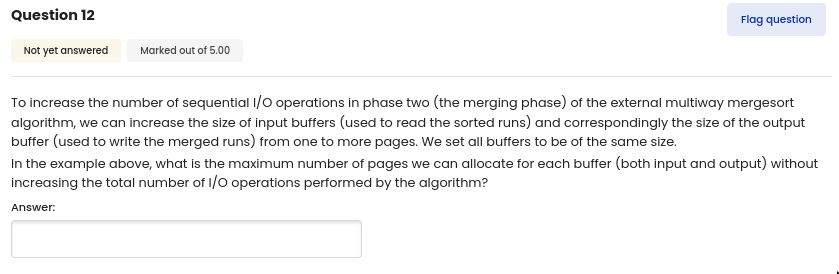 Question 12
Flag question
Not yet answered
Marked out of 5.00
To increase the number of sequential I/O operations in phase two (the merging phase) of the external multiway mergesort
algorithm, we can increase the size of input buffers (used to read the sorted runs) and correspondingly the size of the output
buffer (used to write the merged runs) from one to more pages. We set all buffers to be of the same size.
In the example above, what is the maximum number of pages we can allocate for each buffer (both input and output) without
increasing the total number of I/O operations performed by the algorithm?
Answer: